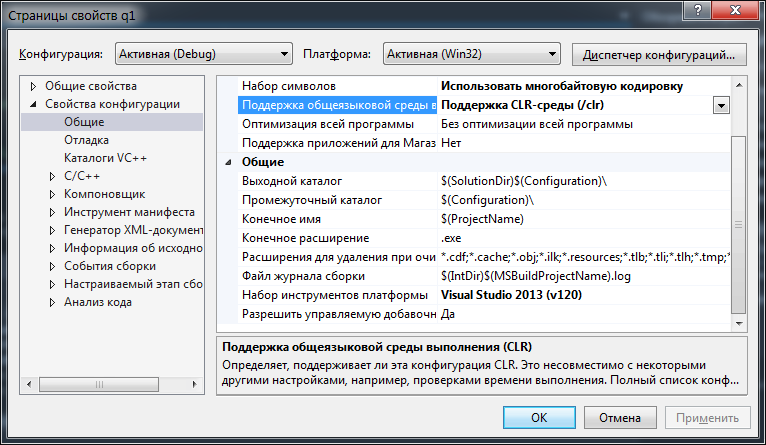 Страницы свойств q1
Конфигурация: Активная (Debug) Платформа: Активная (Win32) Диспетчер конфигураций...
Общие свойства
Свойства конфигурации
Общие
Отладка
Каталоги VC++
C/C++
Компоновщик
Инструмент манифеста
Генератор XML-документ
Информация об исходно
События сборки
Настраиваемый этап сбо
Анализ кода
Набор символов Использовать многобайтовую кодировку
Поддержка общеязыковой среды в Поддержка CLR-среды (/clr)
Оптимизация всей программы Без оптимизации всей программы
Поддержка приложений для Магаз Нет
Общие
Выходной каталог $(SolutionDir)$(Configuration)\
Промежуточный каталог $(Configuration)\
Конечное имя $(ProjectName)
Конечное расширение .exe
Расширения для удаления при очи *.cdf;*.cache;*.obj;*.ilk;*.resources;*.tlb;*.tli;*.tlh;*.tmp;*
Файл журнала сборки $(IntDir)$(MSBuildProjectName).log
Набор инструментов платформы Visual Studio 2013 (v120)
Разрешить управляемую добавочн Да
Поддержка общеязыковой среды выполнения (CLR)
Определяет, поддерживает ли эта конфигурация CLR. Это несовместимо с некоторыми
другими настройками, например, проверками времени выполнения. Полный список конф...
OK Отмена Применить